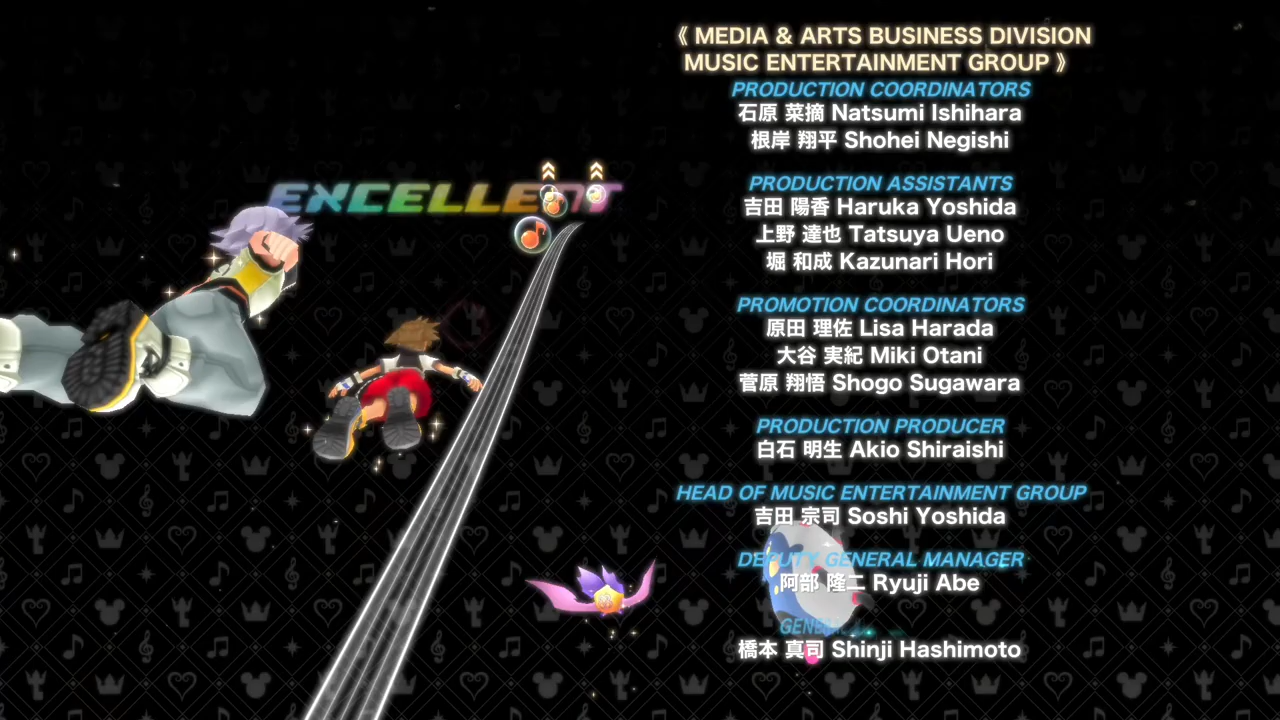 EXCELLENT
《 MEDIA & ARTS BUSINESS DIVISION
MUSIC ENTERTAINMENT GROUP 》
PRODUCTION COORDINATORS
石原 菜摘 Natsumi Ishihara
根岸 翔平 Shohei Negishi
PRODUCTION ASSISTANTS
吉田 陽香 Haruka Yoshida
上野 達也 Tatsuya Ueno
堀 和成 Kazunari Hori
PROMOTION COORDINATORS
原田 理佐 Lisa Harada
大谷 実紀 Miki Otani
菅原 翔悟 Shogo Sugawara
PRODUCTION PRODUCER
白石 明生 Akio Shiraishi
HEAD OF MUSIC ENTERTAINMENT GROUP
吉田 宗司 Soshi Yoshida
DEPUTY GENERAL MANAGER
阿部 隆二 Ryuji Abe
橋本 真司 Shinji Hashimoto